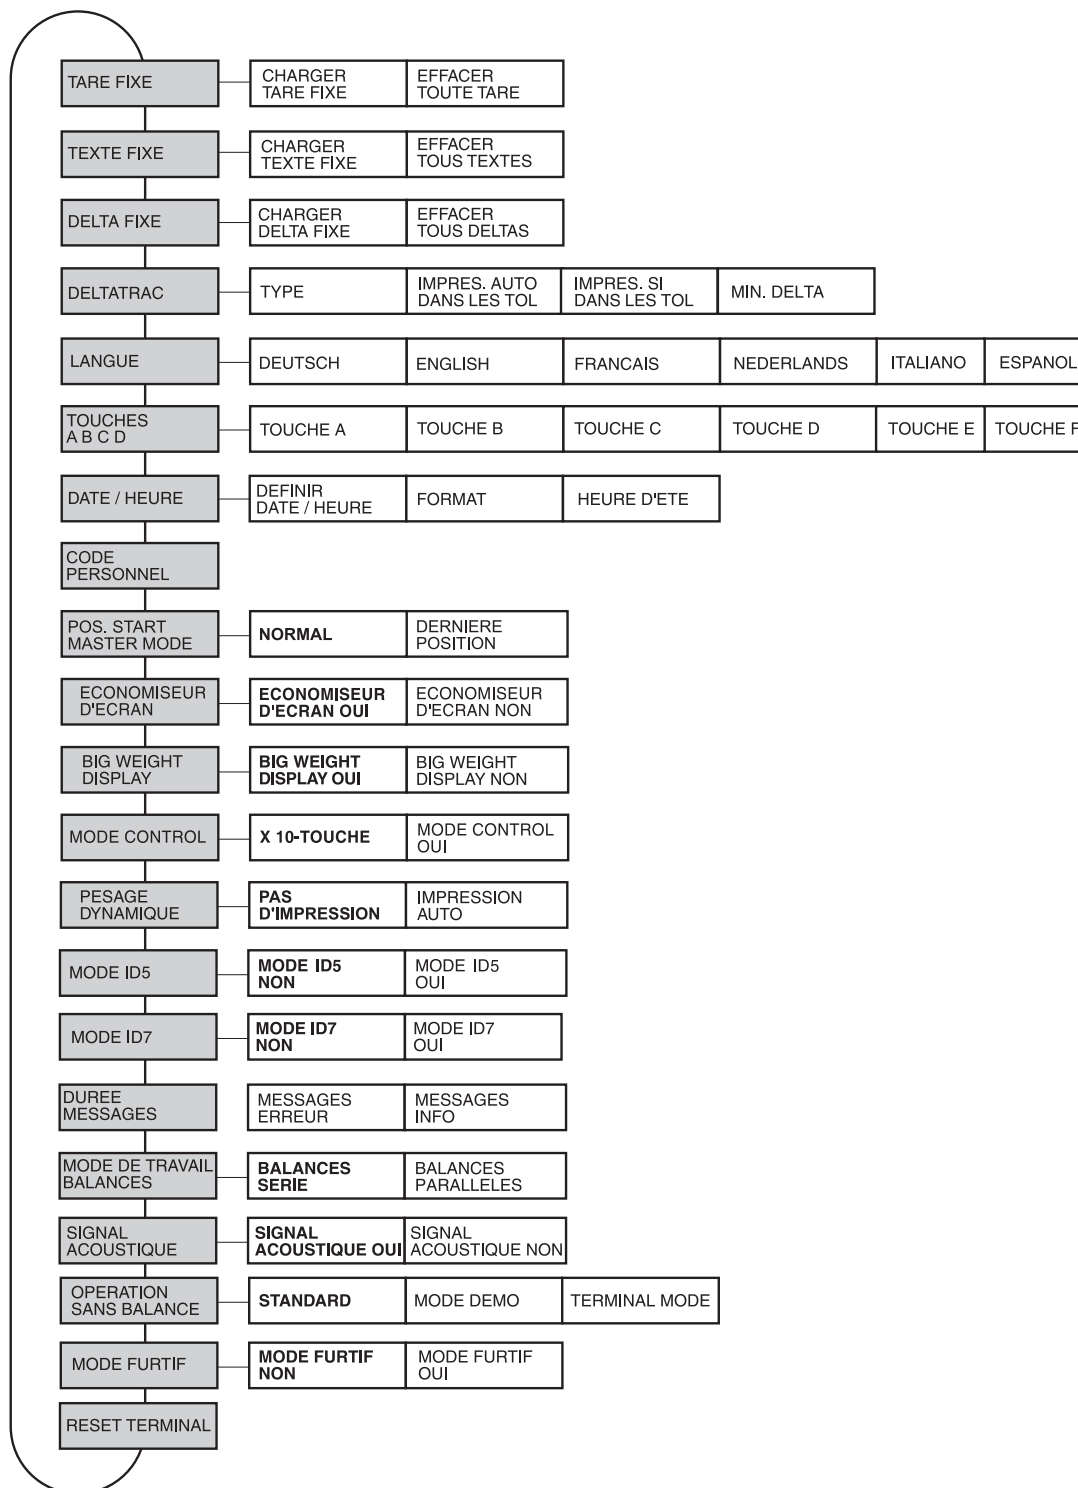 TARE FIXE
CHARGER
TARE FIXE
EFFACER
TOUTE TARE
TEXTE FIXE
CHARGER
TEXTE FIXE
EFFACER
TOUS TEXTES
DELTA FIXE
CHARGER
DELTA FIXE
EFFACER
TOUS DELTAS
DELTATRAC
TYPE
IMPRES. AUTO
DANS LES TOL
IMPRES. SI
DANS LES TOL
MIN. DELTA
LANGUE
DEUTSCH
ENGLISH
FRANCAIS
NEDERLANDS
ITALIANO
ESPANOL
TOUCHES
A B C D
TOUCHE A
TOUCHE B
TOUCHE C
TOUCHE D
TOUCHE E
TOUCHE F
DATE / HEURE
DEFINIR
DATE / HEURE
FORMAT
HEURE D'ETE
CODE
PERSONNEL
POS. START
MASTER MODE
NORMAL
DERNIERE
POSITION
ECONOMISEUR
D'ECRAN
ECONOMISEUR
D'ECRAN OUI
ECONOMISEUR
D'ECRAN NON
BIG WEIGHT
DISPLAY
BIG WEIGHT
DISPLAY OUI
BIG WEIGHT
DISPLAY NON
MODE CONTROL
X 10-TOUCHE
MODE CONTROL
OUI
PESAGE
DYNAMIQUE
PAS
D'IMPRESSION
IMPRESSION
AUTO
MODE ID5
MODE ID5
NON
MODE ID5
OUI
MODE ID7
MODE ID7
NON
MODE ID7
OUI
DUREE
MESSAGES
MESSAGES
ERREUR
MESSAGES
INFO
MODE DE TRAVAIL
BALANCES
BALANCES
SERIE
BALANCES
PARALLELES
SIGNAL
ACOUSTIQUE
SIGNAL
ACOUSTIQUE OUI
SIGNAL
ACOUSTIQUE NON
OPERATION
SANS BALANCE
STANDARD
MODE DEMO
TERMINAL MODE
MODE FURTIF
MODE FURTIF
NON
MODE FURTIF
OUI
RESET TERMINAL